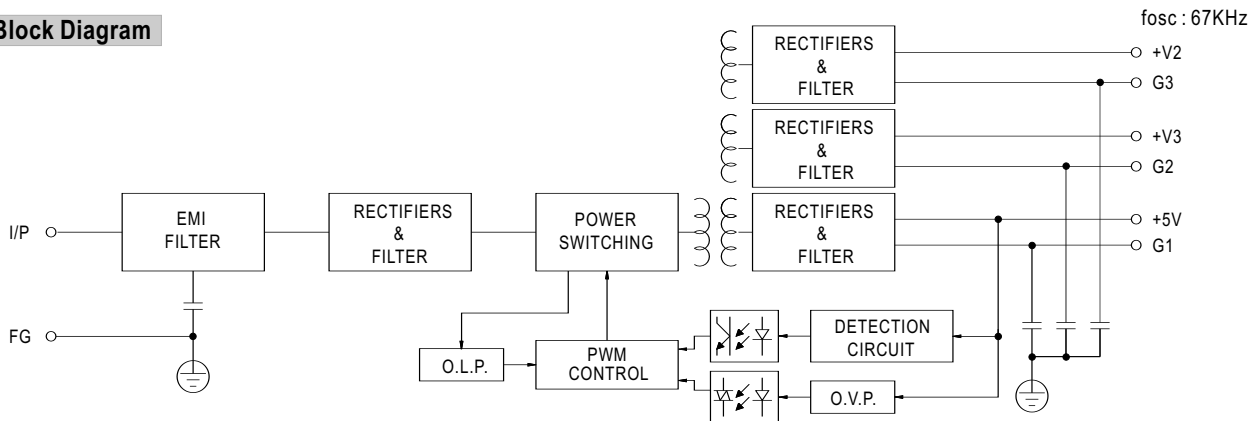 Block Diagram
fosc : 67KHz
RECTIFIERS
&
FILTER
+V2
G3
RECTIFIERS
&
FILTER
+V3
G2
I/P
EMI
FILTER
RECTIFIERS
&
FILTER
POWER
SWITCHING
RECTIFIERS
&
FILTER
+5V
G1
FG
O.L.P.
PWM
CONTROL
DETECTION
CIRCUIT
O.V.P.